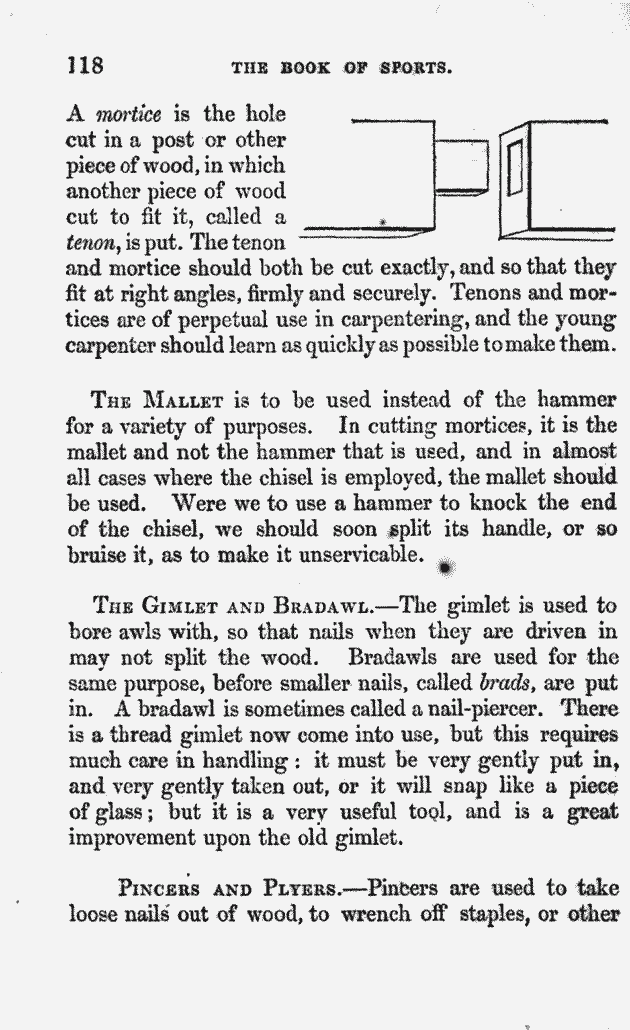 118 THE BOOK OF SPORTS.
A mortice is the hole
cut in a post or other
piece of wood, in which
another piece of wood
cut to fit it, called a
tenon, is put. The tenon
and mortice should both be cut exactly, and so that they
fit at right angles, firmly and securely. Tenons and mor-
tices are of perpetual use in carpentering, and the young
carpenter should learn as quickly as possible to make them.
THE MALLET is to be used instead of the hammer
for a variety of purposes. In cutting mortices, it is the
mallet and not the hammer that is used, and in almost
all cases where the chisel is employed, the mallet should
be used. Were we to use a hammer to knock the end
of the chisel, we should soon split its handle, or so
bruise it, as to make it unservicable.
THE GIMLET AND BRADAWL.—The gimlet is used to
bore awls with, so that nails when they are driven in
may not split the wood. Bradawls are used for the
same purpose, before smaller nails, called brads, are put
in. A bradawl is sometimes called a nail-piercer. There
is a thread gimlet now come into use, but this requires
much care in handling: it must be very gently put in,
and very gently taken out, or it will snap like a piece
of glass; but it is a very useful tool, and is a great
improvement upon the old gimlet.
PINCERS AND PLYERS.—Pincers are used to take
loose nails out of wood, to wrench off staples, or other